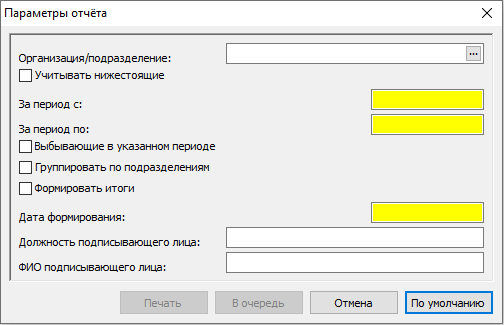 Параметры отчёта
Организация/подразделение: ...
Учитывать нижестоящие
За период с:
За период по:
Выбывающие в указанном периоде
Группировать по подразделениям
Формировать итоги
Дата формирования:
Должность подписывающего лица:
ФИО подписывающего лица:
Печать В очередь Отмена По умолчанию